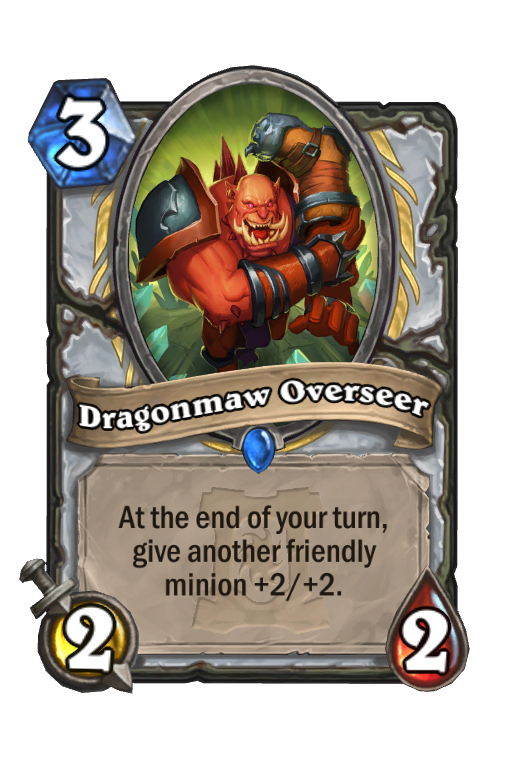 3
Dragonmaw Overseer
At the end of your turn,
give another friendly
minion +2/+2.
2
2